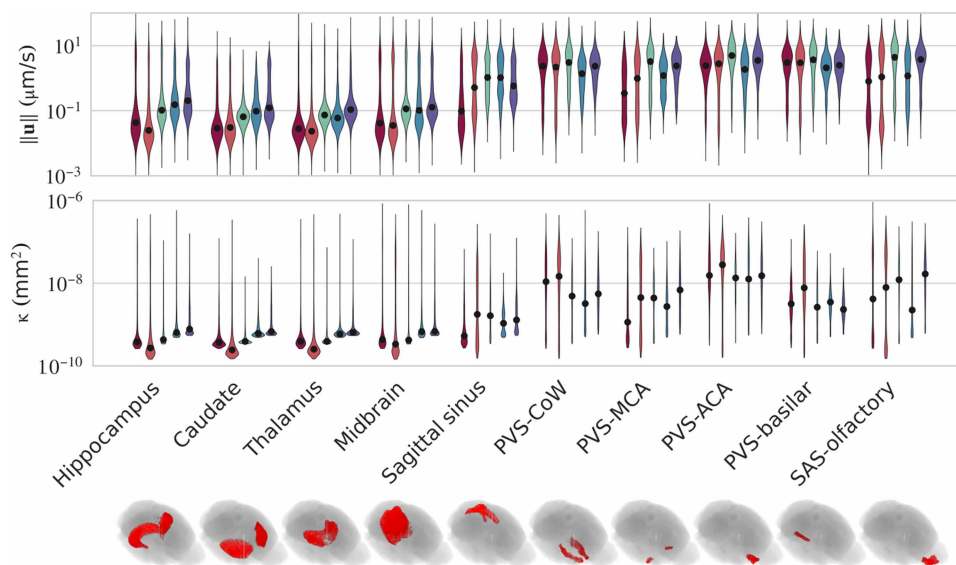 ||u|| (μm/s)
10¹
10⁻¹
10⁻³
κ (mm²)
10⁻⁶
10⁻⁸
10⁻¹⁰
Hippocampus
Caudate
Thalamus
Midbrain
Sagittal sinus
PVS-CoW
PVS-MCA
PVS-ACA
PVS-basilar
SAS-olfactory